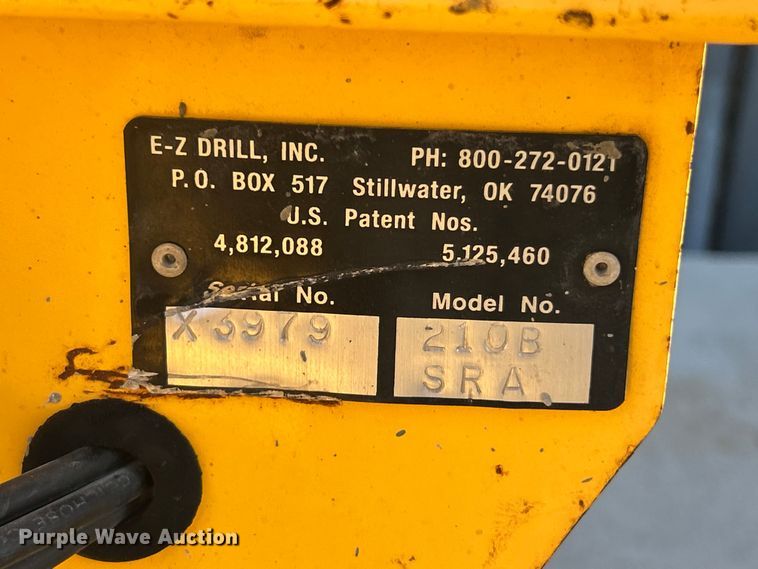 E-Z DRILL, INC. PH: 800-272-0121
P.O. BOX 517 Stillwater, OK 74076
U.S. Patent Nos.
4,812,088 5,125,460
Serial No. Model No.
X3979 210B
SRA
Purple Wave Auction